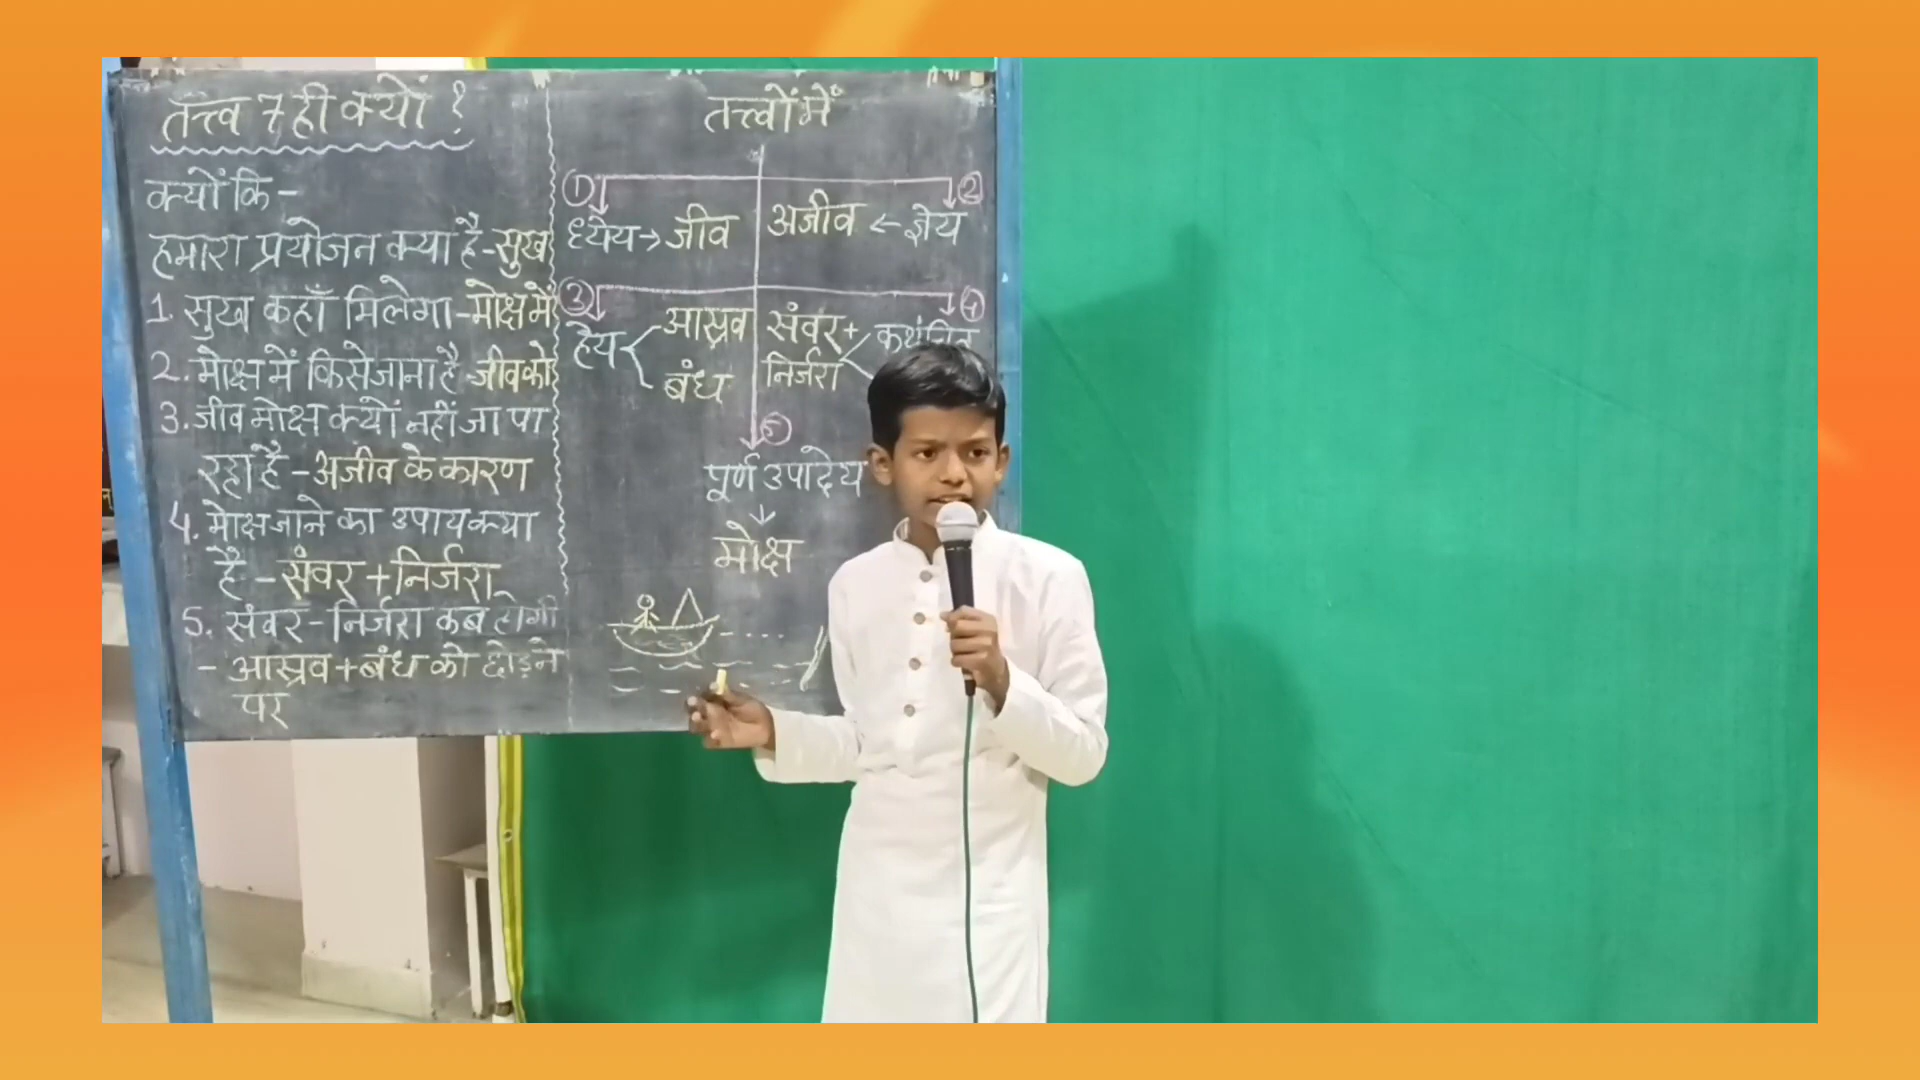 तत्त्व 7 ही क्यों ?
क्यों कि -
हमारा प्रयोजन क्या है - सुख
1. सुख कहाँ मिलेगा - मोक्ष में
2. मोक्ष में किसे जाना है - जीव को
3. जीव मोक्ष क्यों नहीं जा पा
रहा है - अजीव के कारण
4. मोक्ष जाने का उपाय क्या
है - संवर + निर्जरा
5. संवर - निर्जरा कब होगी
- आस्रव + बंध को छोड़ने
पर
तत्त्वों में
① ②
ध्येय → जीव अजीव ← ज्ञेय
③ ④
हेय आस्रव संवर + कथंचित
बंध निर्जरा
⑤
पूर्ण उपादेय
↓
मोक्ष